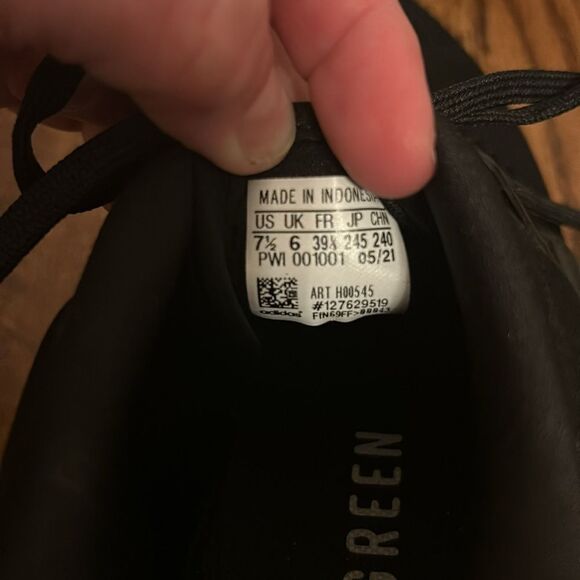 MADE IN INDONESIA
US UK FR JP CHN
7½ 6 39⅓ 245 240
PWI 001001 05/21
ART H00545
#127629519
adidas
GREEN